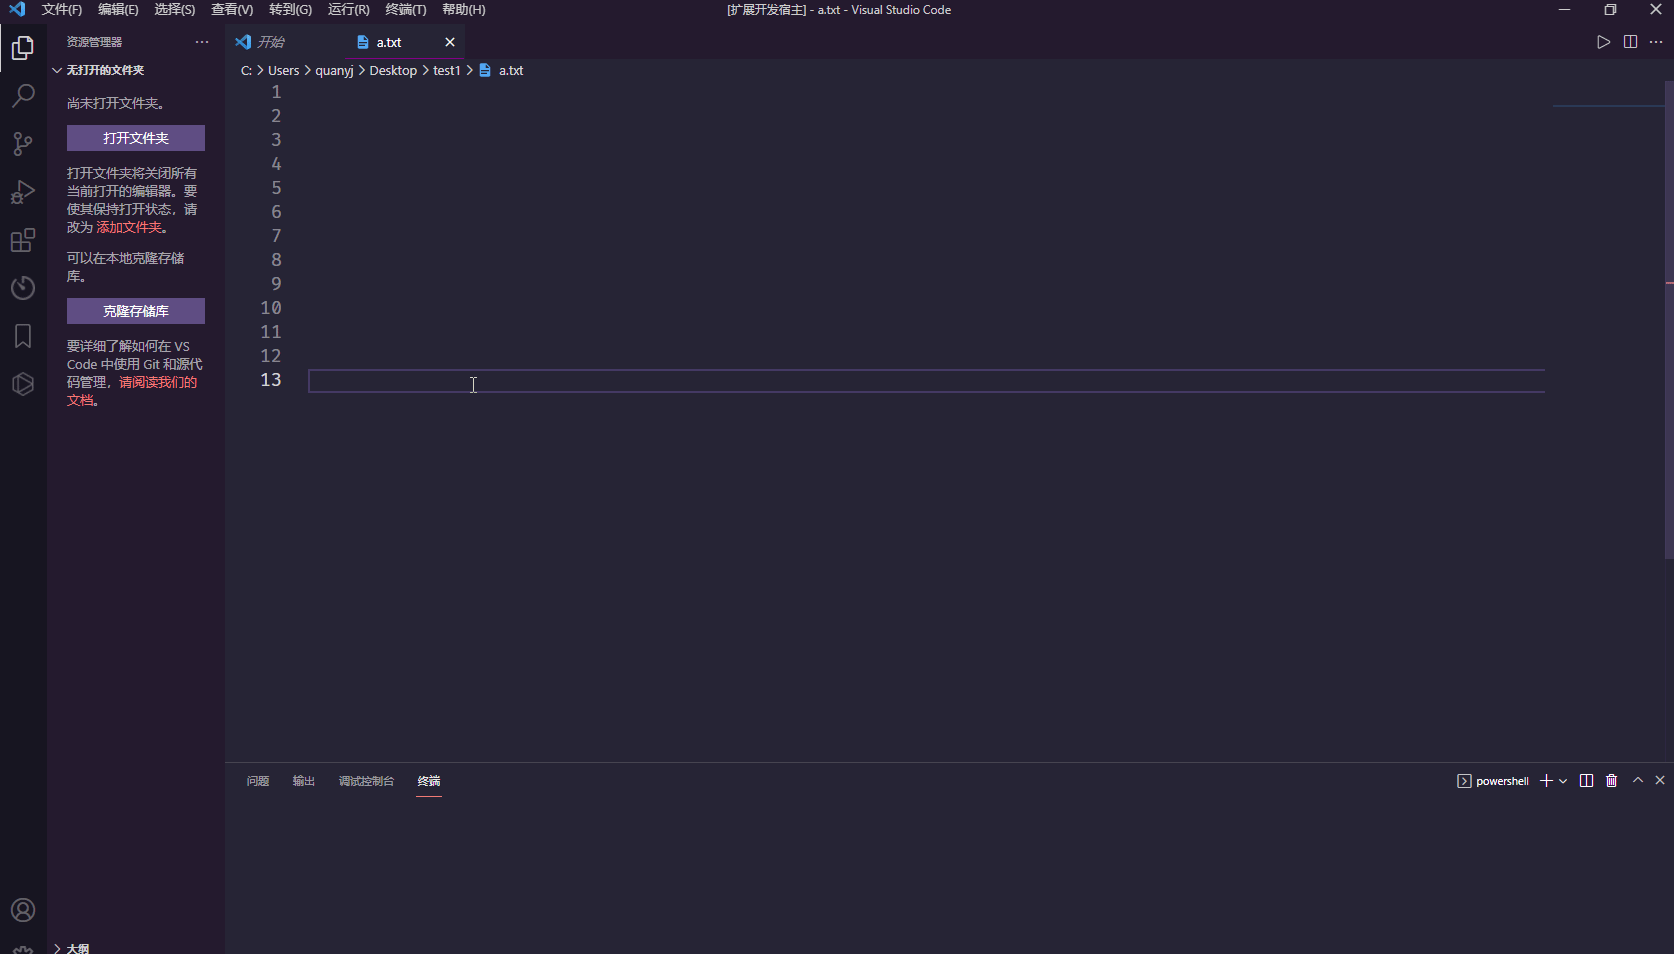 文件(F) 编辑(E) 选择(S) 查看(V) 转到(G) 运行(R) 终端(T) 帮助(H)
[扩展开发宿主] - a.txt - Visual Studio Code
资源管理器
开始
a.txt
无打开的文件夹
C: > Users > quanyj > Desktop > test1 > a.txt
尚未打开文件夹。
打开文件夹
打开文件夹将关闭所有
当前打开的编辑器。要
使其保持打开状态，请
改为 添加文件夹。
可以在本地克隆存储
库。
克隆存储库
要详细了解如何在 VS
Code 中使用 Git 和源代
码管理，请阅读我们的
文档。
1
2
3
4
5
6
7
8
9
10
11
12
13
问题 输出 调试控制台 终端
powershell
大纲